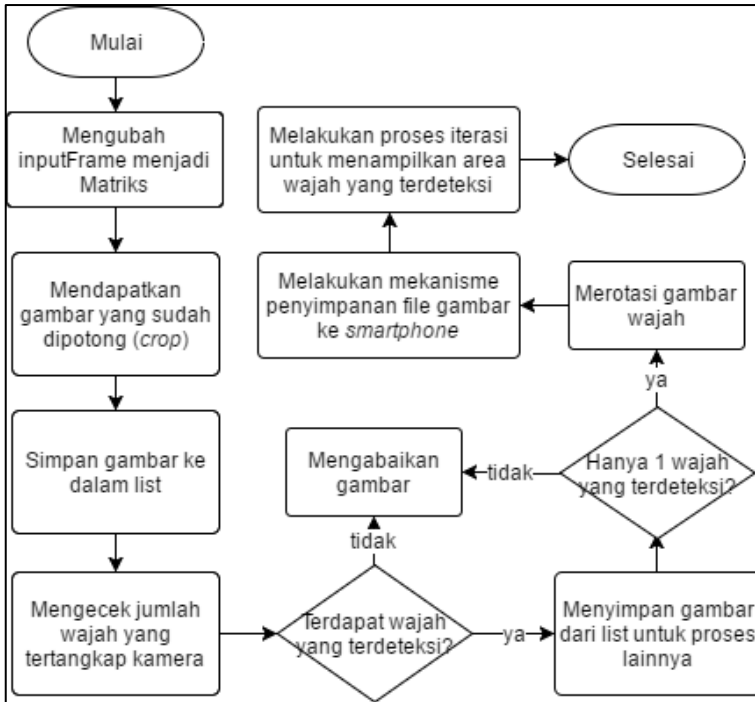 Mulai
Mengubah
inputFrame menjadi
Matriks
Mendapatkan
gambar yang sudah
dipotong (crop)
Simpan gambar ke
dalam list
Mengecek jumlah
wajah yang
tertangkap kamera
Terdapat wajah
yang terdeteksi?
tidak
Mengabaikan
gambar
ya
Menyimpan gambar
dari list untuk proses
lainnya
Hanya 1 wajah
yang terdeteksi?
tidak
ya
Merotasi gambar
wajah
Melakukan mekanisme
penyimpanan file gambar
ke smartphone
Melakukan proses iterasi
untuk menampilkan area
wajah yang terdeteksi
Selesai